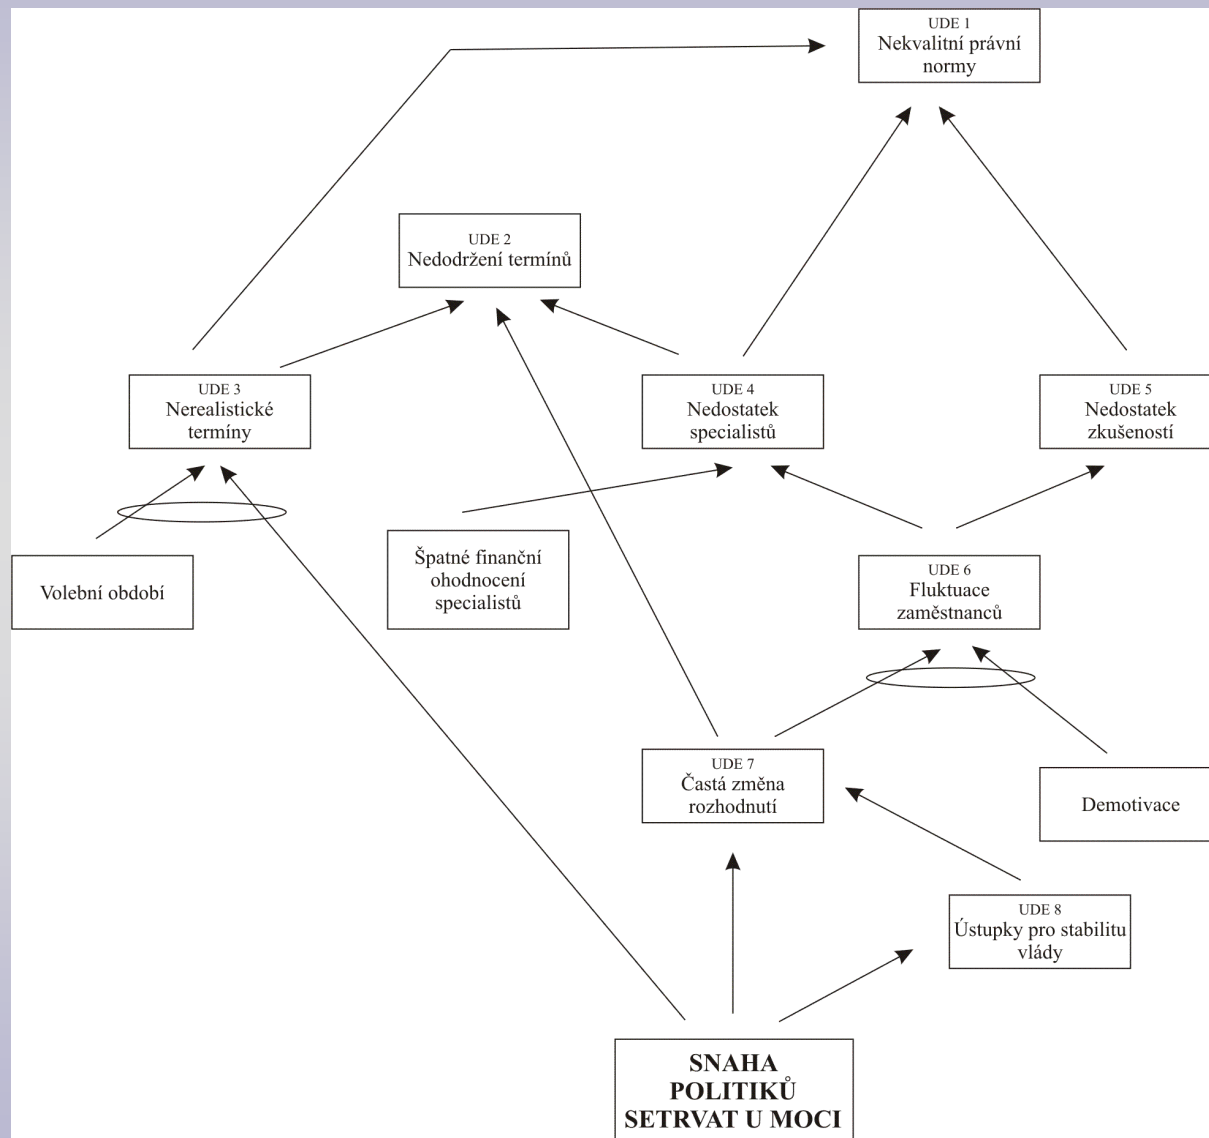 UDE 1
Nekvalitní právní
normy
UDE 2
Nedodržení termínů
UDE 3
Nerealistické
termíny
UDE 4
Nedostatek
specialistů
UDE 5
Nedostatek
zkušeností
Volební období
Špatné finanční
ohodnocení
specialistů
UDE 6
Fluktuace
zaměstnanců
UDE 7
Častá změna
rozhodnutí
Demotivace
UDE 8
Ústupky pro stabilitu
vlády
SNAHA
POLITIKŮ
SETRVAT U MOCI